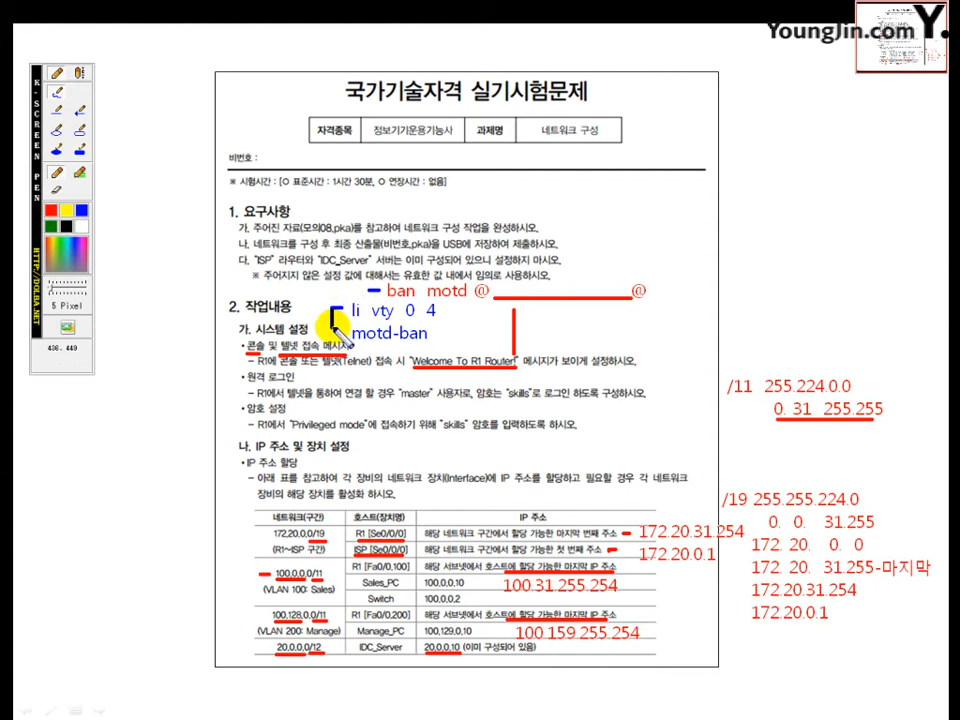 YoungJin.com Y.
K-SCREEN PEN
HTTP://DOLBA.NET
5 Pixel
436, 449
국가기술자격 실기시험문제
자격종목 정보기기운용기능사 과제명 네트워크 구성
비번호 :
※ 시험시간 : [○ 표준시간 : 1시간 30분, ○ 연장시간 : 없음]
1. 요구사항
가. 주어진 자료(모의08.pka)를 참고하여 네트워크 구성 작업을 완성하시오.
나. 네트워크를 구성 후 최종 산출물(비번호.pka)을 USB에 저장하여 제출하시오.
다. "ISP" 라우터와 "IDC_Server" 서버는 이미 구성되어 있으니 설정하지 마시오.
※ 주어지지 않은 설정 값에 대해서는 유효한 값 내에서 임의로 사용하시오.
ban motd @ @
2. 작업내용
li vty 0 4
가. 시스템 설정
motd-ban
• 콘솔 및 텔넷 접속 메시지
– R1에 콘솔 또는 텔넷(Telnet) 접속 시 "Welcome To R1 Router!" 메시지가 보이게 설정하시오.
• 원격 로그인
– R1에서 텔넷을 통하여 연결 할 경우 "master" 사용자로, 암호는 "skills"로 로그인 하도록 구성하시오.
• 암호 설정
– R1에서 "Privileged mode"에 접속하기 위해 "skills" 암호를 입력하도록 하시오.
나. IP 주소 및 장치 설정
• IP 주소 할당
– 아래 표를 참고하여 각 장비의 네트워크 장치(Interface)에 IP 주소를 할당하고 필요할 경우 각 네트워크
장비의 해당 장치를 활성화 하시오.
네트워크(구간) 호스트(장치명) IP 주소
172.20.0.0/19 R1 [Se0/0/0] 해당 네트워크 구간에서 할당 가능한 마지막 번째 주소 172.20.31.254
(R1~ISP 구간) ISP [Se0/0/0] 해당 네트워크 구간에서 할당 가능한 첫 번째 주소 172.20.0.1
100.0.0.0/11 R1 [Fa0/0.100] 해당 서브넷에서 호스트에 할당 가능한 마지막 IP 주소
(VLAN 100: Sales) Sales_PC 100.0.0.10 100.31.255.254
Switch 100.0.0.2
100.128.0.0/11 R1 [Fa0/0.200] 해당 서브넷에서 호스트에 할당 가능한 마지막 IP 주소
(VLAN 200: Manage) Manage_PC 100.129.0.10 100 159.255.254
20.0.0.0/12 IDC_Server 20.0.0.10 (이미 구성되어 있음)
/11 255.224.0.0
0. 31 255.255
/19 255.255.224.0
0. 0. 31.255
172. 20. 0. 0
172. 20. 31.255-마지막
172.20.31.254
172.20.0.1